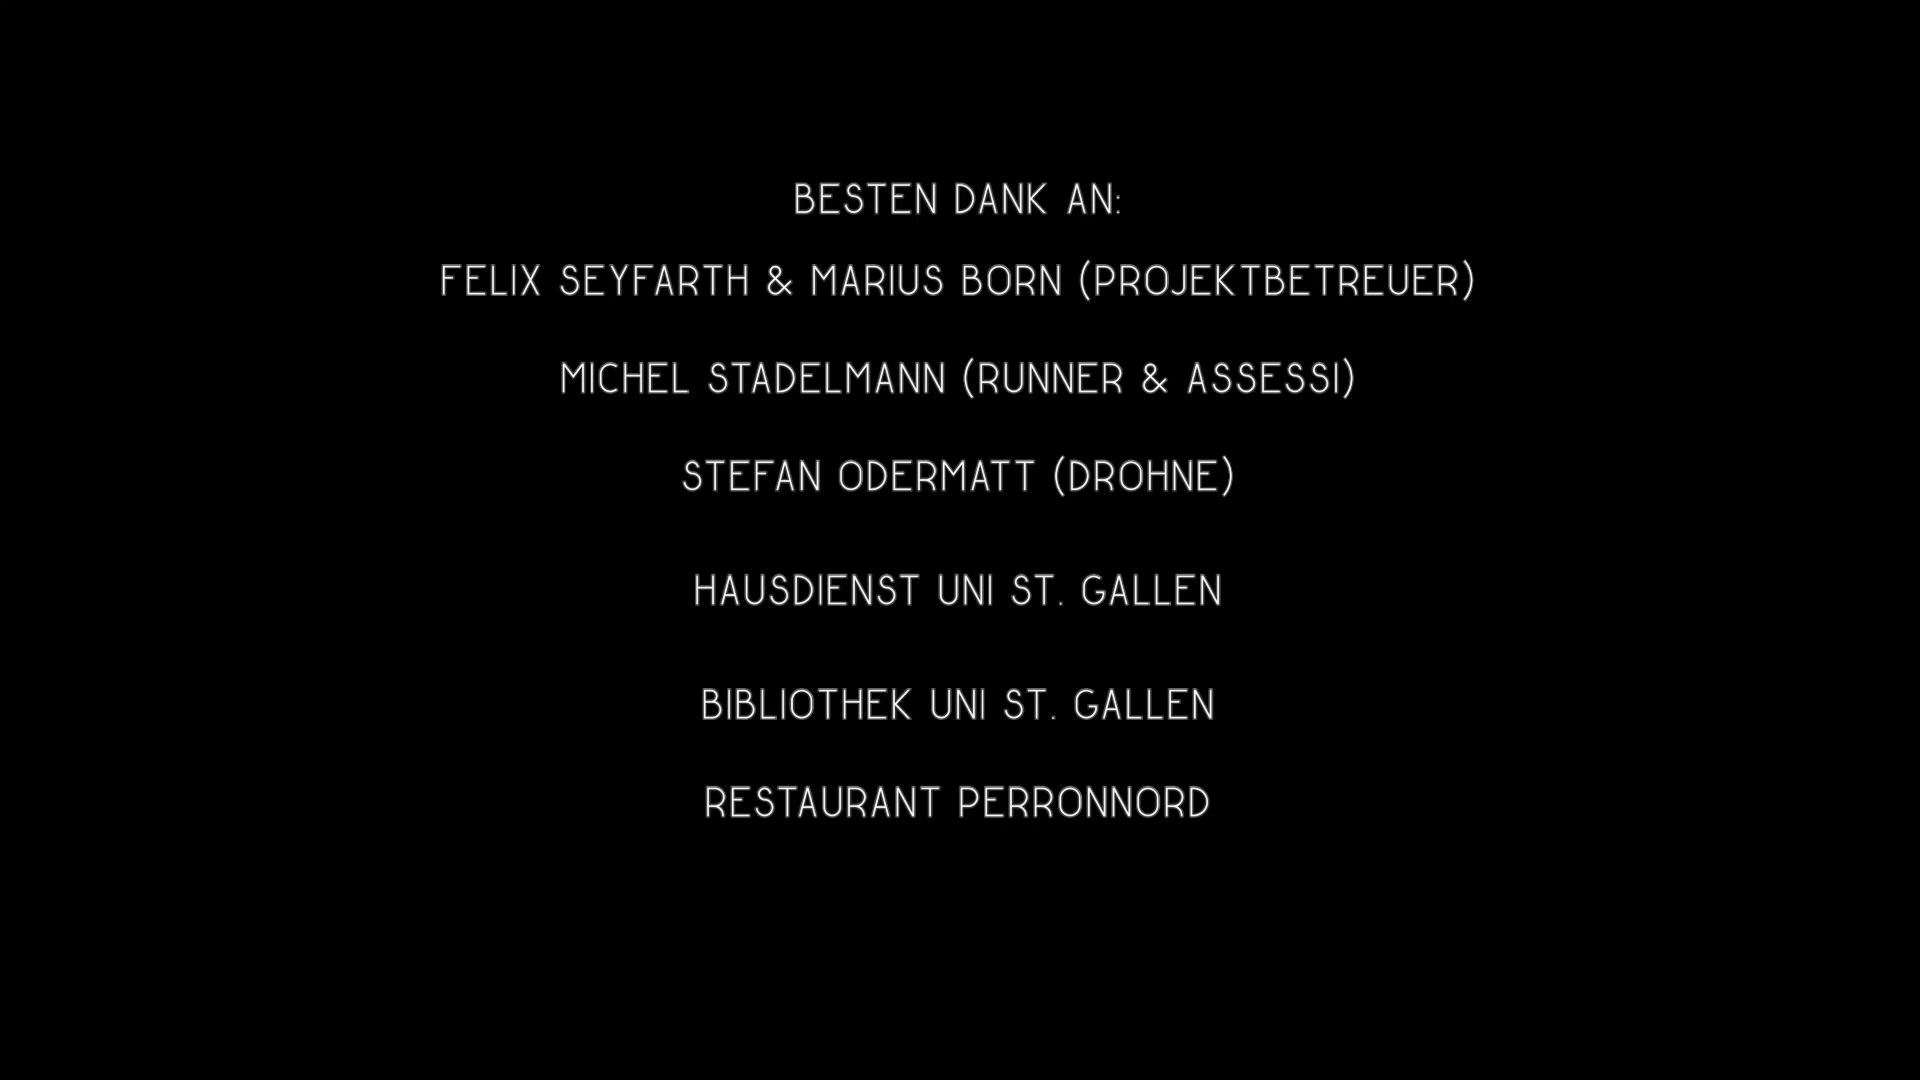 BESTEN DANK AN:
FELIX SEYFARTH & MARIUS BORN (PROJEKTBETREUER)
MICHEL STADELMANN (RUNNER & ASSESSI)
STEFAN ODERMATT (DROHNE)
HAUSDIENST UNI ST. GALLEN
BIBLIOTHEK UNI ST. GALLEN
RESTAURANT PERRONNORD